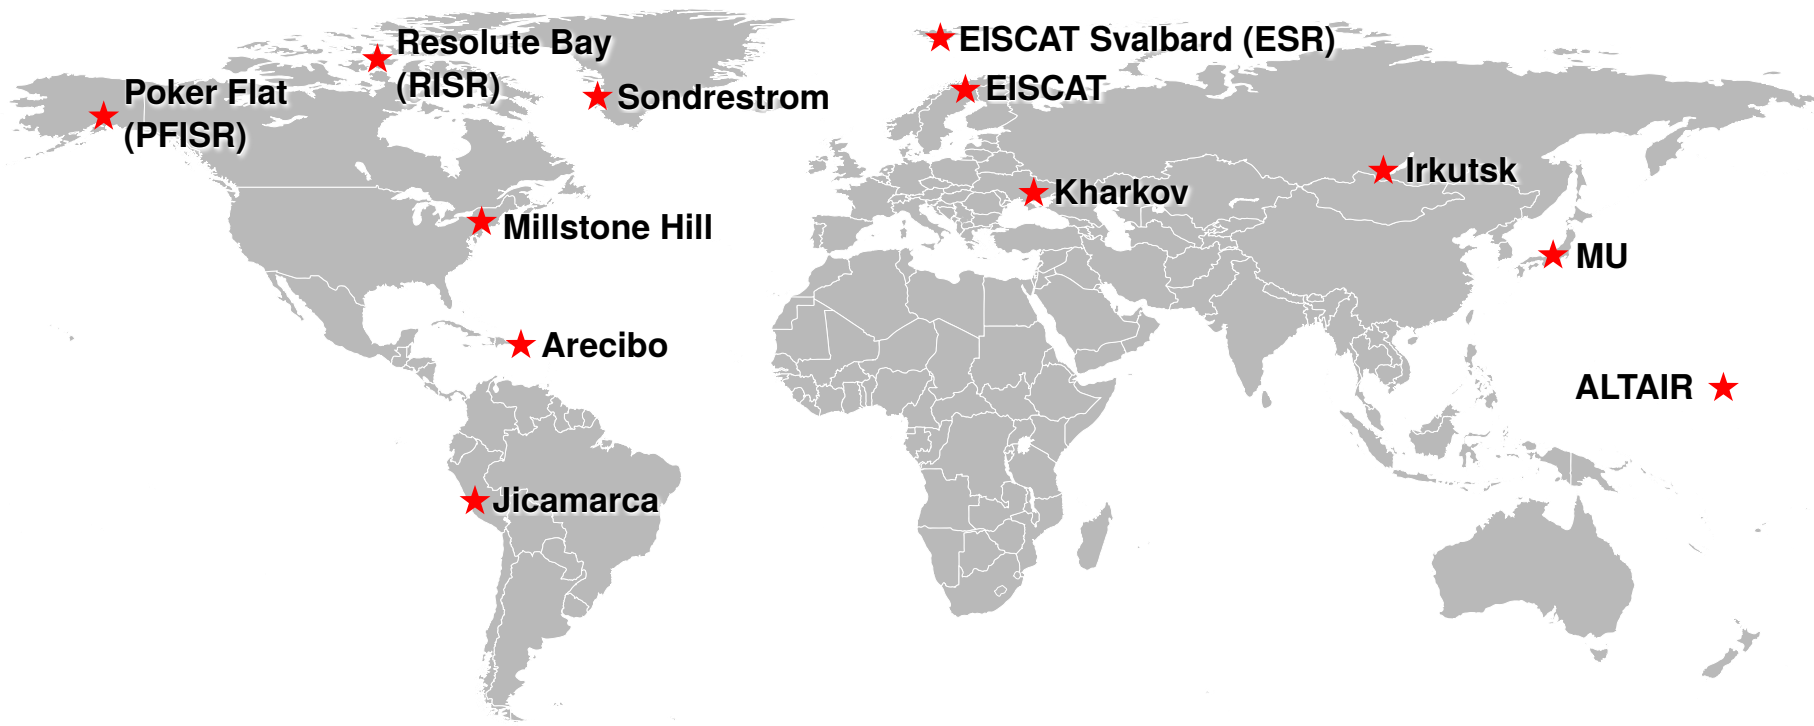 Resolute Bay
(RISR)
EISCAT Svalbard (ESR)
Poker Flat
(PFISR)
Sondrestrom
EISCAT
Irkutsk
Kharkov
Millstone Hill
MU
Arecibo
ALTAIR
Jicamarca